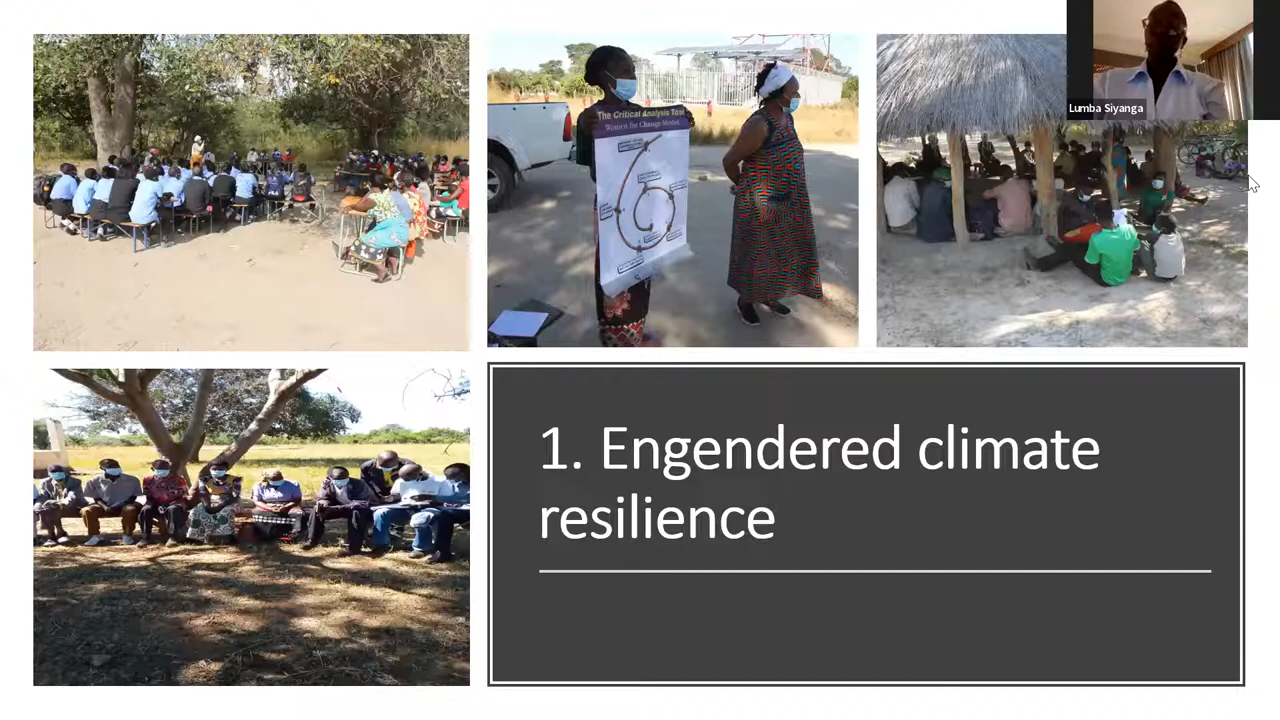 Lumba Siyanga
The Critical Analysis Tool
Women for Change Model
1. Engendered climate
resilience